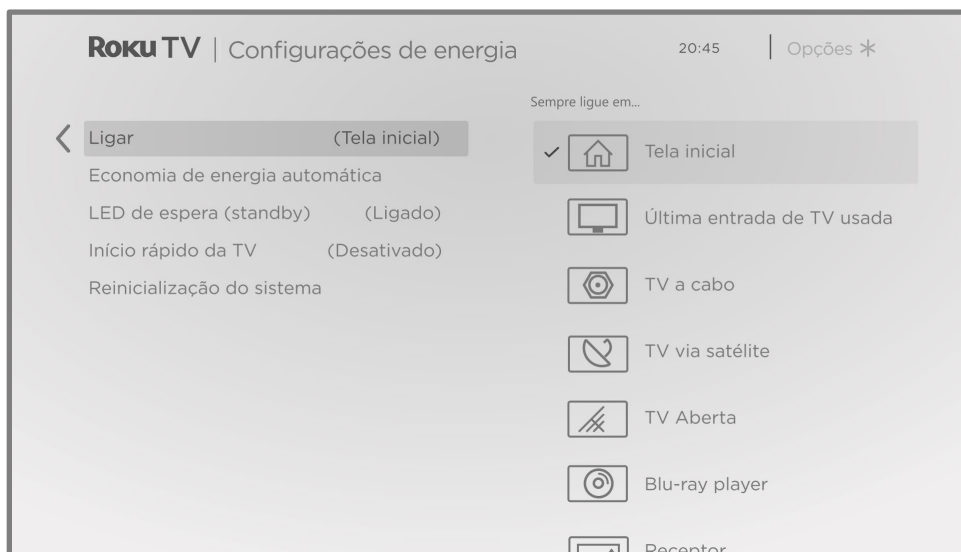 Roku TV | Configurações de energia 20:45 | Opções *
Sempre ligue em...
Ligar (Tela inicial)
Economia de energia automática
LED de espera (standby) (Ligado)
Início rápido da TV (Desativado)
Reinicialização do sistema
Tela inicial
Última entrada de TV usada
TV a cabo
TV via satélite
TV Aberta
Blu-ray player
Receptor